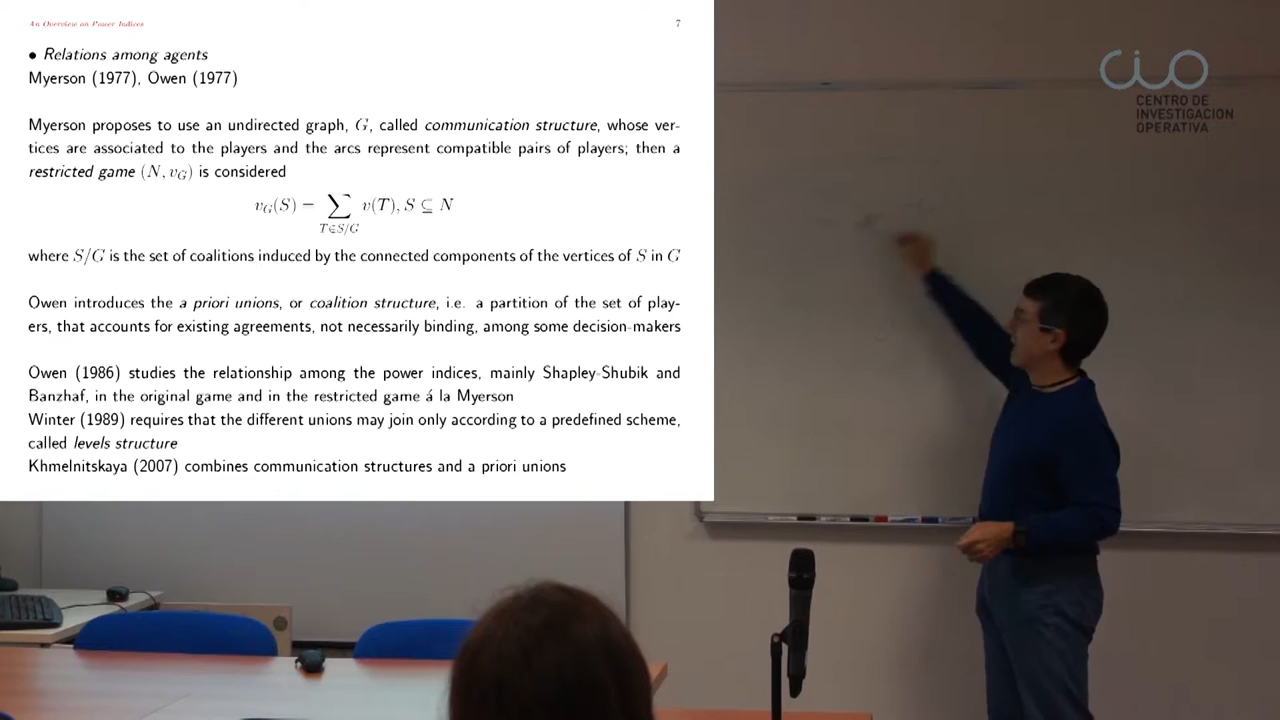 An Overview on Power Indices
7
• Relations among agents
Myerson (1977), Owen (1977)
Myerson proposes to use an undirected graph, G, called communication structure, whose ver-
tices are associated to the players and the arcs represent compatible pairs of players; then a
restricted game (N, v_G) is considered
v_G(S) = ∑_{T∈S/G} v(T), S ⊆ N
where S/G is the set of coalitions induced by the connected components of the vertices of S in G
Owen introduces the a priori unions, or coalition structure, i.e. a partition of the set of play-
ers, that accounts for existing agreements, not necessarily binding, among some decision-makers
Owen (1986) studies the relationship among the power indices, mainly Shapley-Shubik and
Banzhaf, in the original game and in the restricted game á la Myerson
Winter (1989) requires that the different unions may join only according to a predefined scheme,
called levels structure
Khmelnitskaya (2007) combines communication structures and a priori unions
CIO
CENTRO DE
INVESTIGACIÓN
OPERATIVA